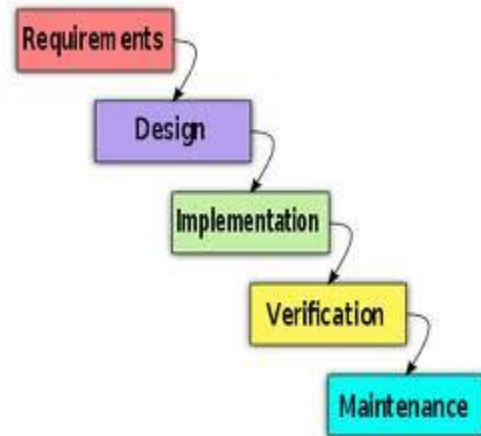 Requirements
Design
Implementation
Verification
Maintenance